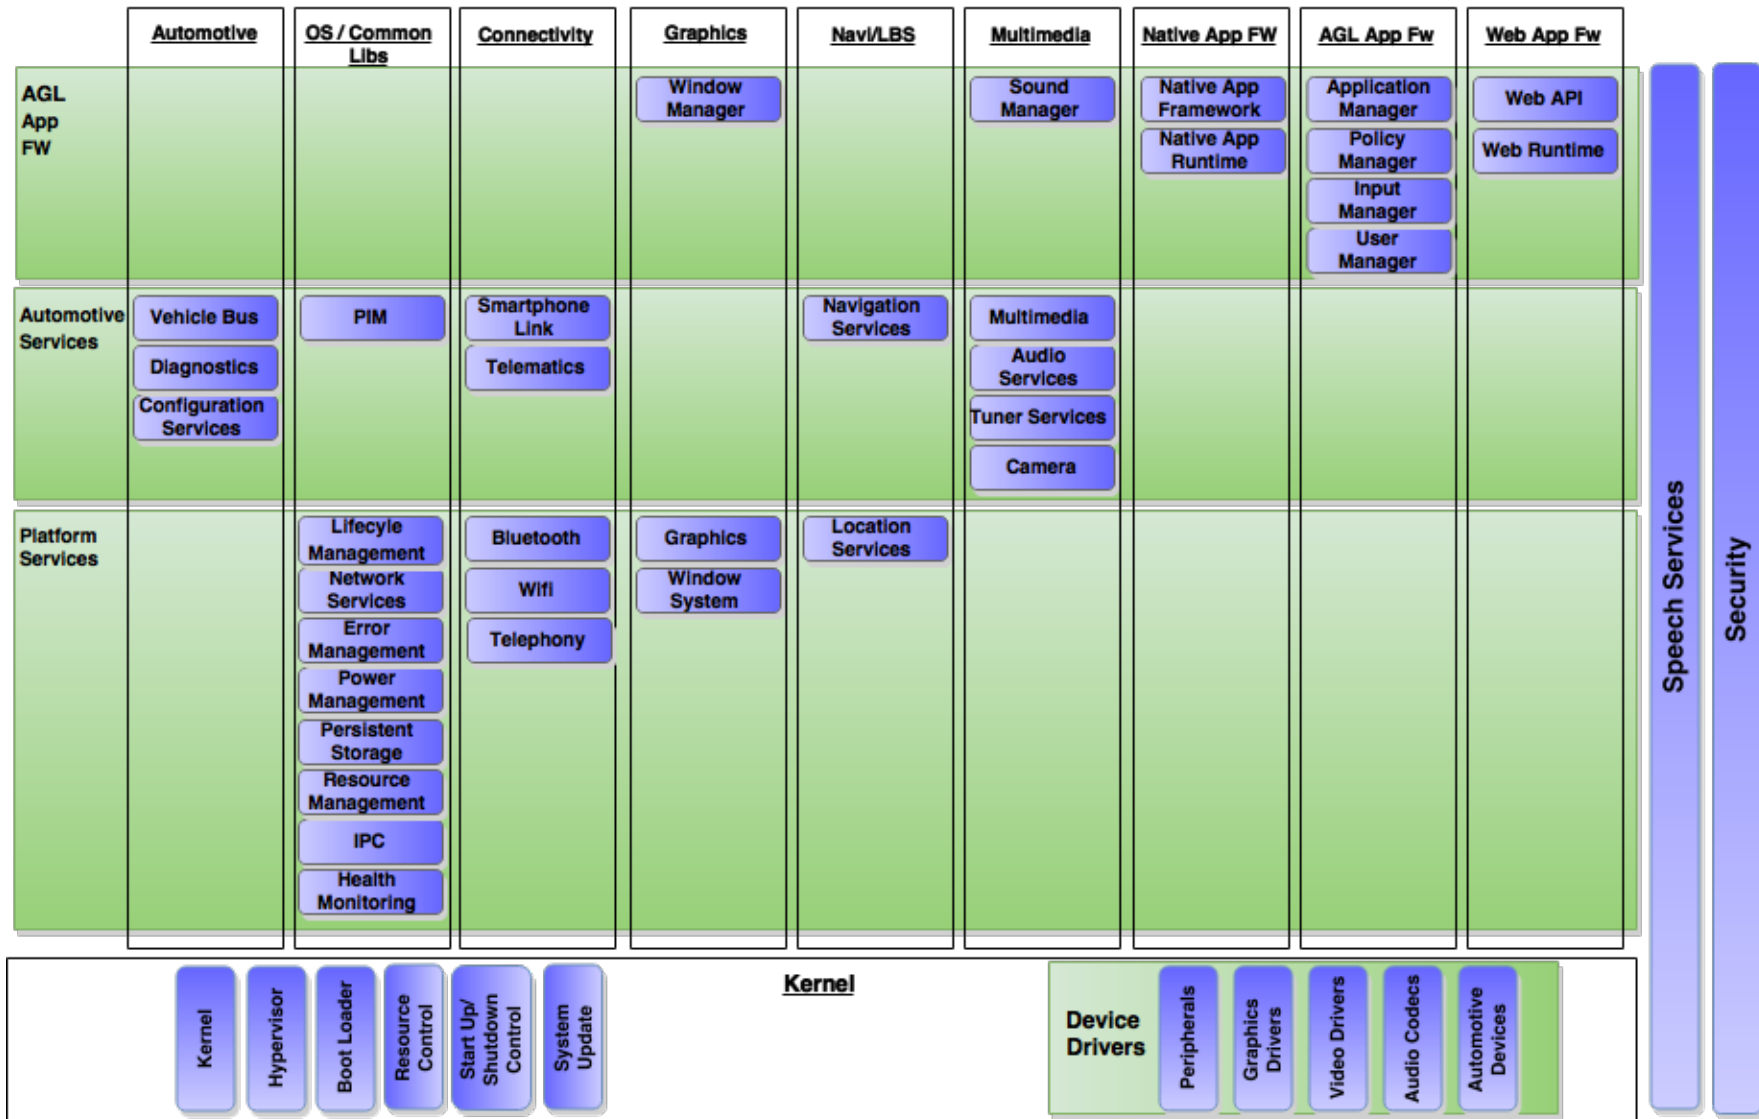 Automotive
OS / Common
Libs
Connectivity
Graphics
Navi/LBS
Multimedia
Native App FW
AGL App Fw
Web App Fw
AGL
App
FW
Window
Manager
Sound
Manager
Native App
Framework
Native App
Runtime
Application
Manager
Policy
Manager
Input
Manager
User
Manager
Web API
Web Runtime
Automotive
Services
Vehicle Bus
Diagnostics
Configuration
Services
PIM
Smartphone
Link
Telematics
Navigation
Services
Multimedia
Audio
Services
Tuner Services
Camera
Platform
Services
Lifecyle
Management
Network
Services
Error
Management
Power
Management
Persistent
Storage
Resource
Management
IPC
Health
Monitoring
Bluetooth
Wifi
Telephony
Graphics
Window
System
Location
Services
Speech Services
Security
Kernel
Kernel
Hypervisor
Boot Loader
Resource
Control
Start Up/
Shutdown
Control
System
Update
Device
Drivers
Peripherals
Graphics
Drivers
Video Drivers
Audio Codecs
Automotive
Devices